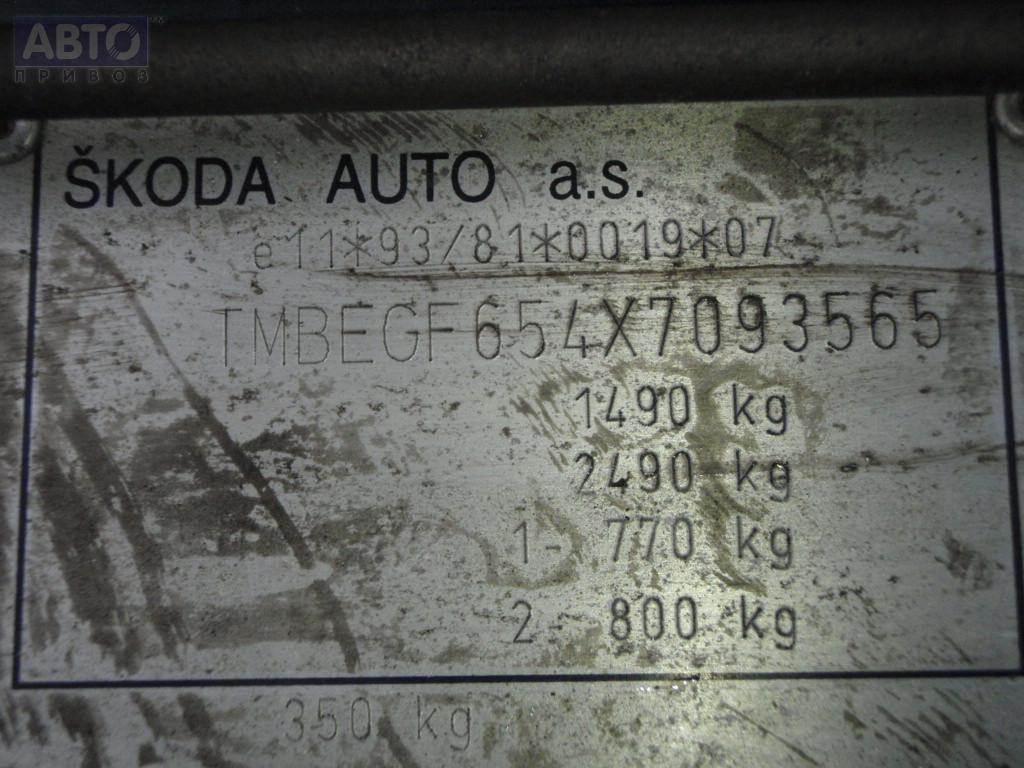 АВТО
ПРИВОЗ
ŠKODA AUTO a.s.
e11*93/81*0019*07
TMBEGF654X7093565
1490 kg
2490 kg
1- 770 kg
2- 800 kg
350 kg